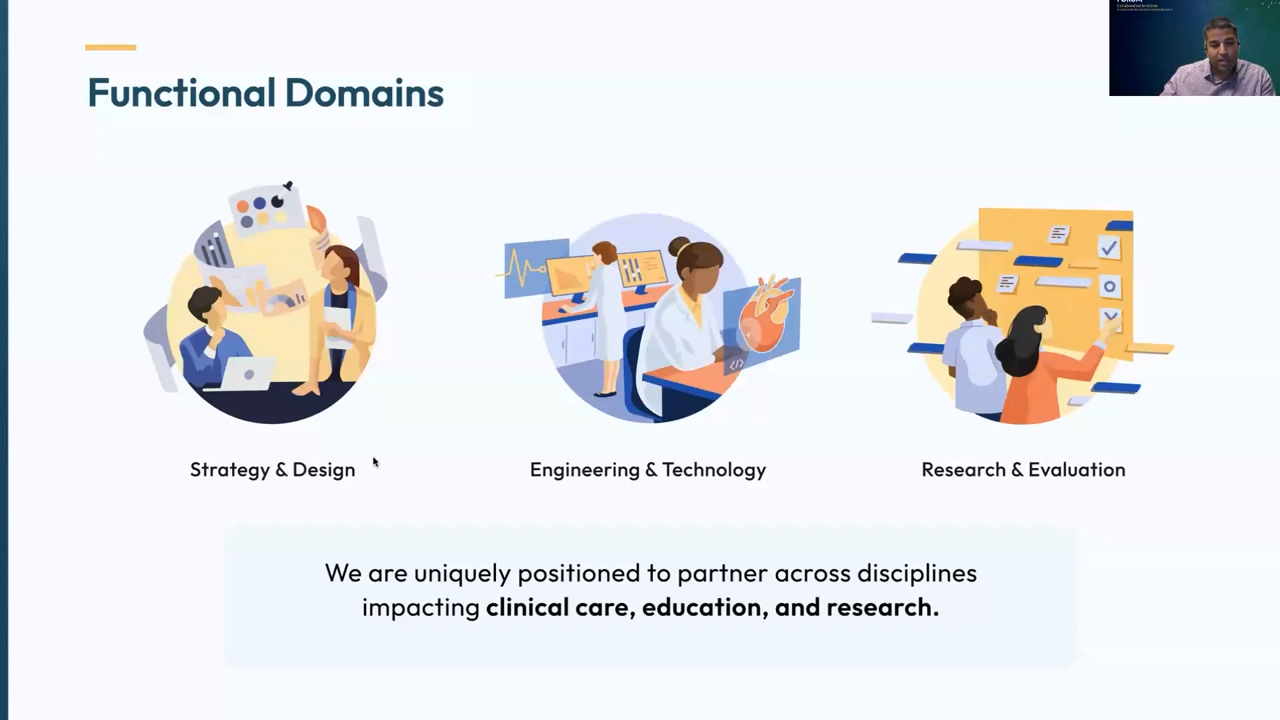 Functional Domains
Strategy & Design
Engineering & Technology
Research & Evaluation
We are uniquely positioned to partner across disciplines
impacting clinical care, education, and research.